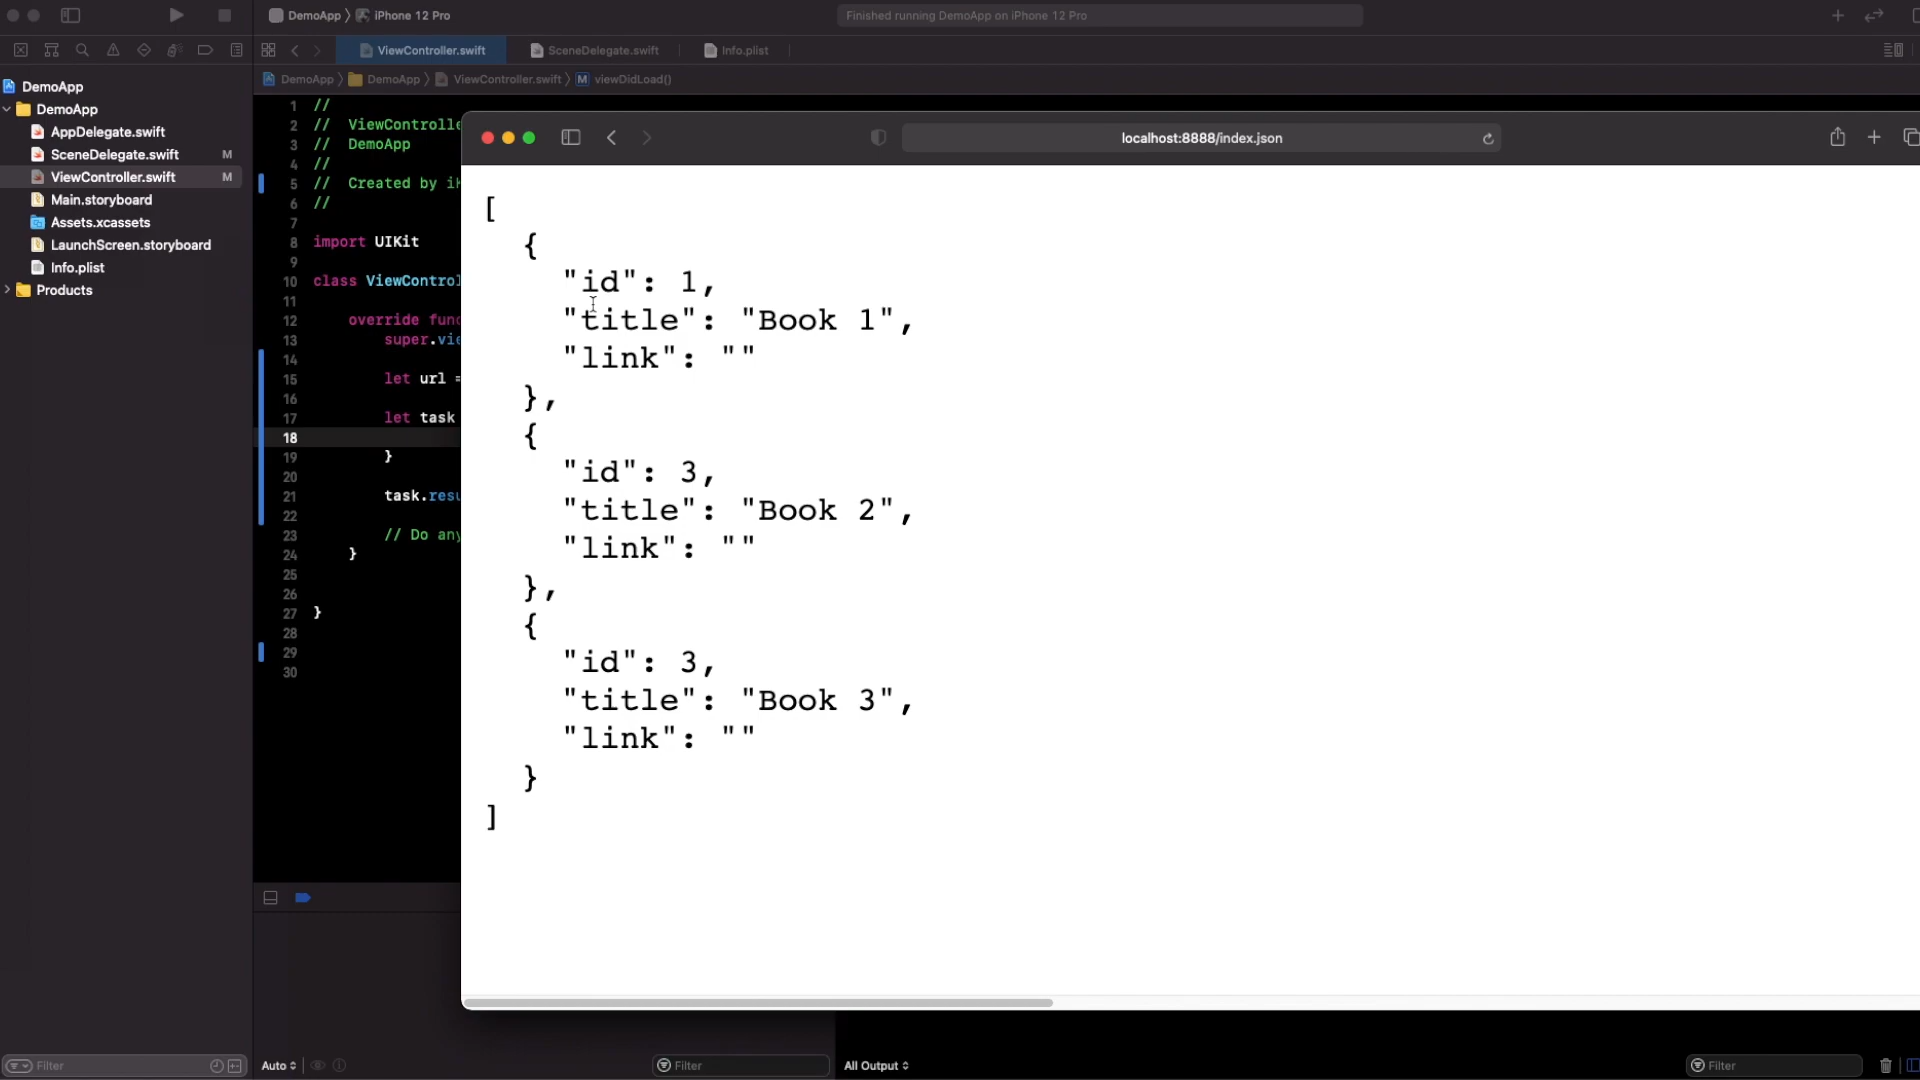 DemoApp
iPhone 12 Pro
Finished running DemoApp on iPhone 12 Pro
ViewController.swift
SceneDelegate.swift
Info.plist
DemoApp
DemoApp
ViewController.swift
M viewDidLoad()
DemoApp
DemoApp
AppDelegate.swift
SceneDelegate.swift M
ViewController.swift M
Main.storyboard
Assets.xcassets
LaunchScreen.storyboard
Info.plist
Products
1 //
2 // ViewControlle
3 // DemoApp
4 //
5 // Created by
6 //
7
8 import UIKit
9
10 class ViewControl
11
12 override func
13 super.vie
14
15 let url =
16
17 let task
18
19 }
20
21 task.resu
22
23 // Do any
24 }
25
26
27 }
28
29
30
localhost:8888/index.json
[
{
"id": 1,
"title": "Book 1",
"link": ""
},
{
"id": 3,
"title": "Book 2",
"link": ""
},
{
"id": 3,
"title": "Book 3",
"link": ""
}
]
Filter
Auto
Filter
All Output
Filter